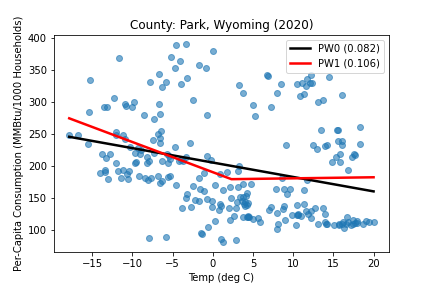 County: Park, Wyoming (2020)
Per-Capita Consumption (MMBtu/1000 Households)
400
350
300
250
200
150
100
PW0 (0.082)
PW1 (0.106)
−15 −10 −5 0 5 10 15 20
Temp (deg C)